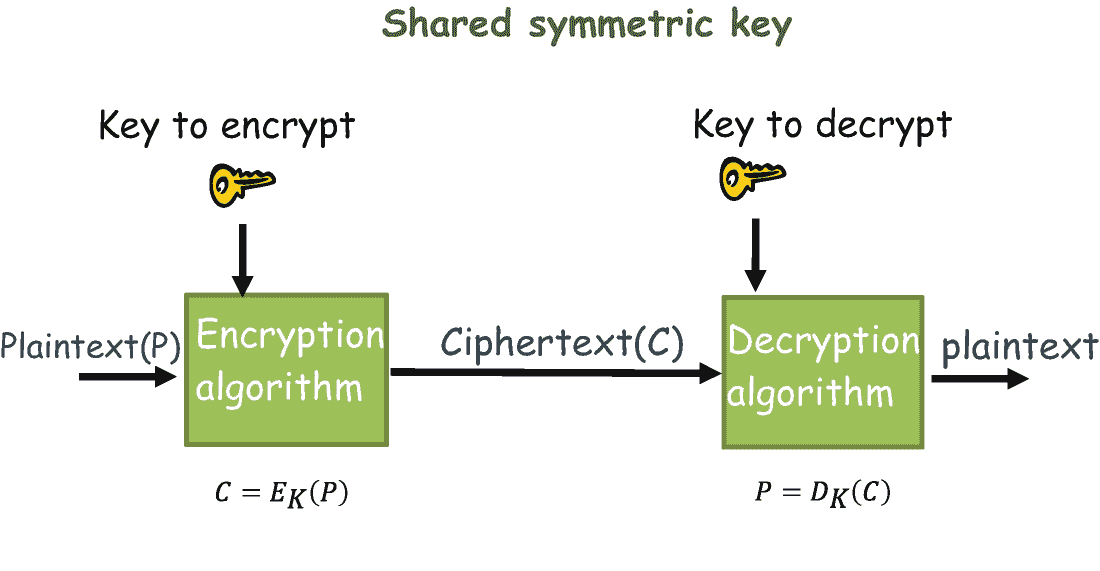 Shared symmetric key
Key to encrypt
Key to decrypt
Plaintext(P)
Encryption
algorithm
Ciphertext(C)
Decryption
algorithm
plaintext
C = E_K(P)
P = D_K(C)